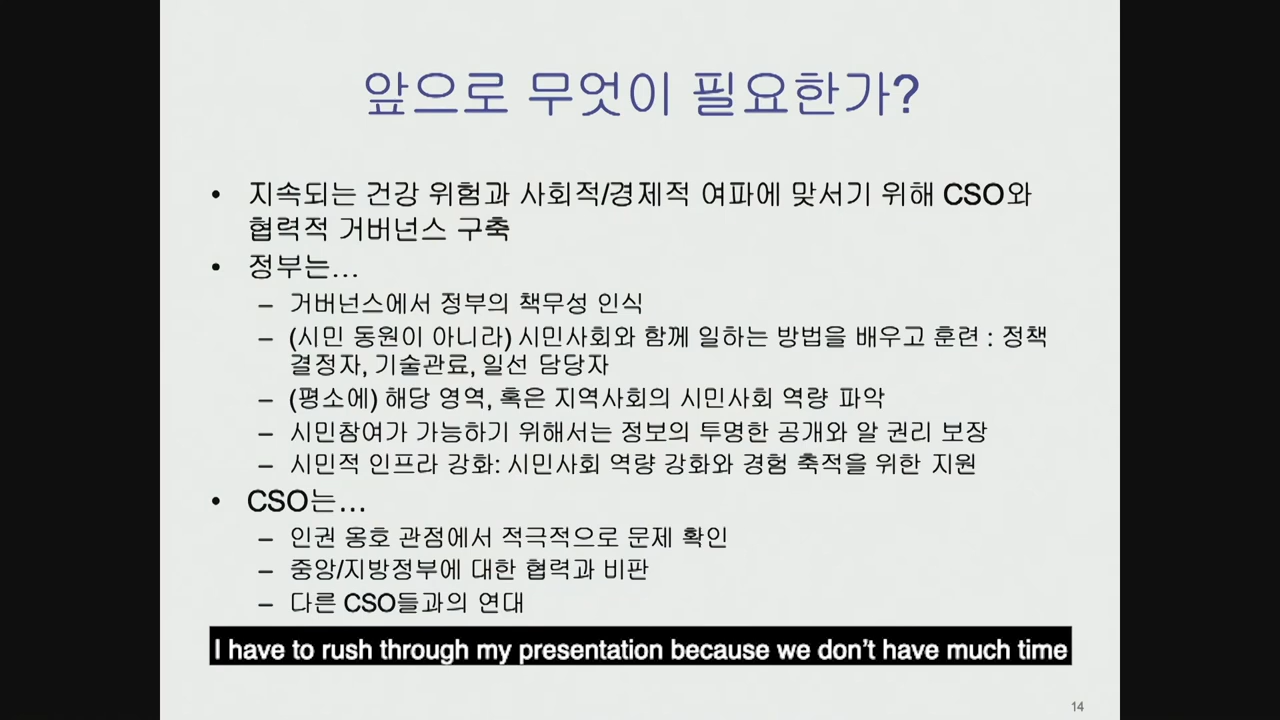 앞으로 무엇이 필요한가?
• 지속되는 건강 위험과 사회적/경제적 여파에 맞서기 위해 CSO와
협력적 거버넌스 구축
• 정부는…
– 거버넌스에서 정부의 책무성 인식
– (시민 동원이 아니라) 시민사회와 함께 일하는 방법을 배우고 훈련 : 정책
결정자, 기술관료, 일선 담당자
– (평소에) 해당 영역, 혹은 지역사회의 시민사회 역량 파악
– 시민참여가 가능하기 위해서는 정보의 투명한 공개와 알 권리 보장
– 시민적 인프라 강화: 시민사회 역량 강화와 경험 축적을 위한 지원
• CSO는…
– 인권 옹호 관점에서 적극적으로 문제 확인
– 중앙/지방정부에 대한 협력과 비판
– 다른 CSO들과의 연대
I have to rush through my presentation because we don't have much time
14